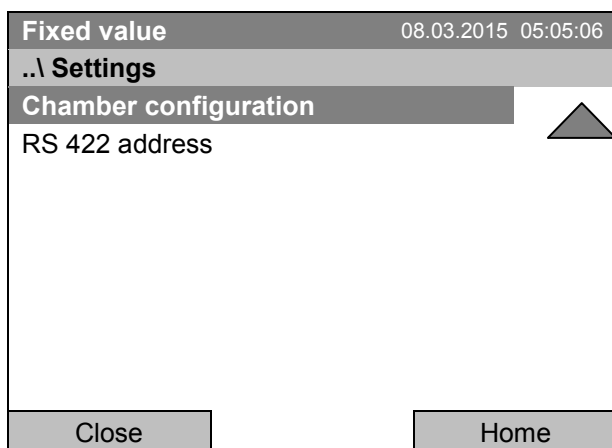 Fixed value 08.03.2015 05:05:06
..\ Settings
Chamber configuration
RS 422 address
Close Home